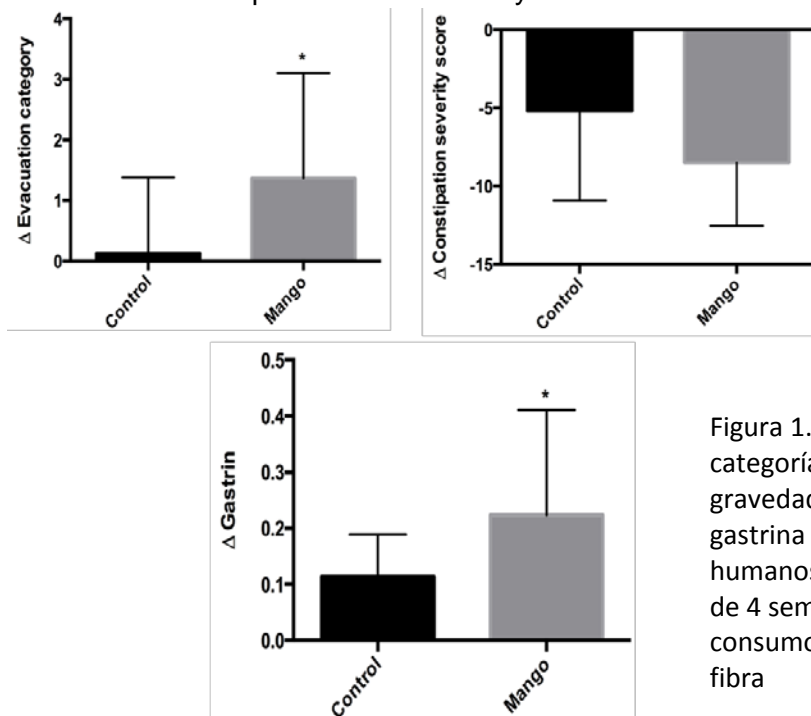 4
3
2
1
0
Δ Evacuation category
*
Control
Mango
0
-5
-10
-15
Δ Constipation severity score
Control
Mango
0.5
0.4
0.3
0.2
0.1
0.0
Δ Gastrin
*
Control
Mango
Figura 1.
categoría
gravedad
gastrina
humanos
de 4 sem
consumo
fibra